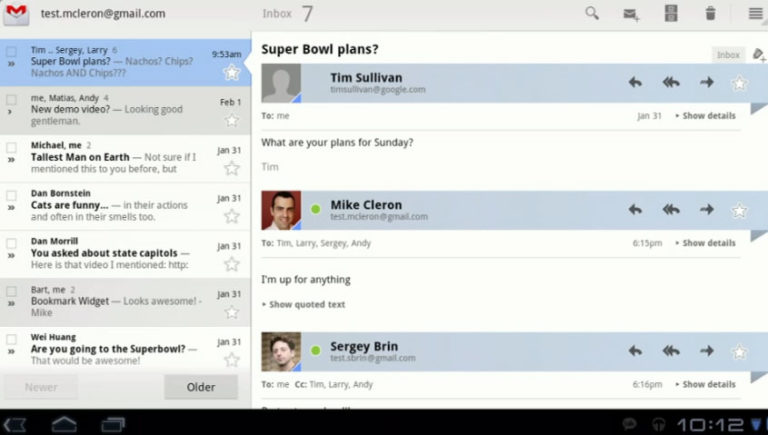 test.mcleron@gmail.com
Inbox 7
Tim .. Sergey, Larry 6
9:53am
Super Bowl plans? — Nachos? Chips?
Nachos AND Chips???
me, Matias, Andy 4
Feb 1
New demo video? — Looking good
gentleman.
Michael, me 2
Jan 31
Tallest Man on Earth — Not sure if I
mentioned this to you before, but
Dan Bornstein
Jan 31
Cats are funny... — in their actions
and often in their smells too.
Dan Morrill
Jan 31
You asked about state capitols —
Here is that video I mentioned: http:
Bart, me 2
Jan 31
Bookmark Widget — Looks awesome! -
Mike
Wei Huang
Jan 31
Are you going to the Superbowl? —
That would be awesome!
Newer
Older
Super Bowl plans?
Inbox
Tim Sullivan
timsullivan@google.com
To: me
Jan 31
Show details
What are your plans for Sunday?
Tim
Mike Cleron
test.mcleron@gmail.com
To: Tim, Larry, Sergey, Andy
6:15pm
Show details
I'm up for anything
Show quoted text
Sergey Brin
test.sbrin@gmail.com
To: me Cc: Tim, Larry, Andy
6:16pm
Show details
10:12